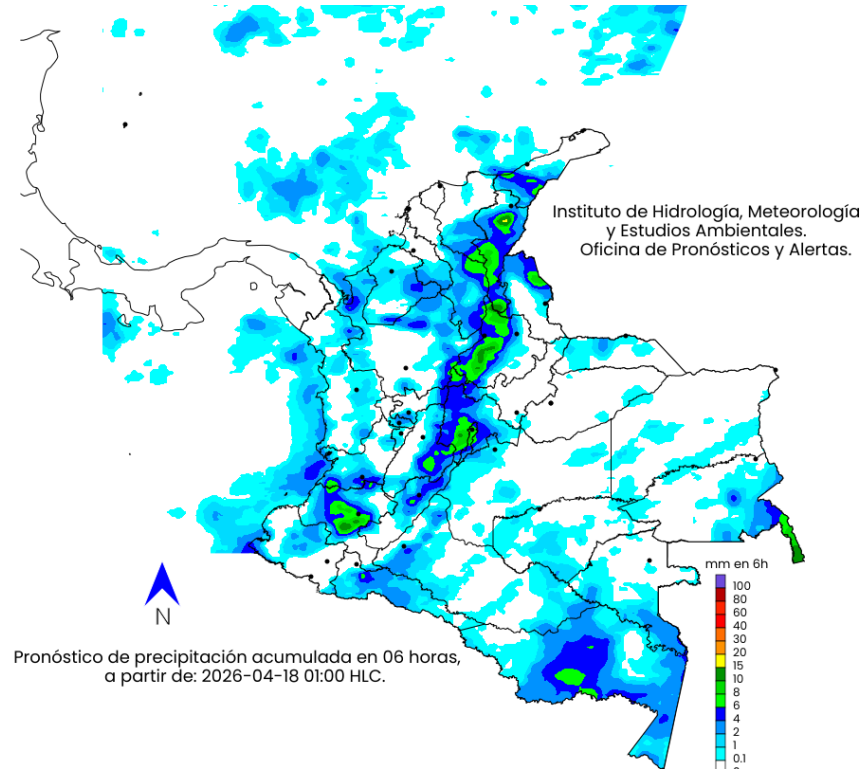 Instituto de Hidrología, Meteorología
y Estudios Ambientales.
Oficina de Pronósticos y Alertas.
mm en 6h
100
80
60
40
30
20
15
10
8
6
4
2
1
0.1
0
N
Pronóstico de precipitación acumulada en 06 horas,
a partir de: 2026-04-18 01:00 HLC.